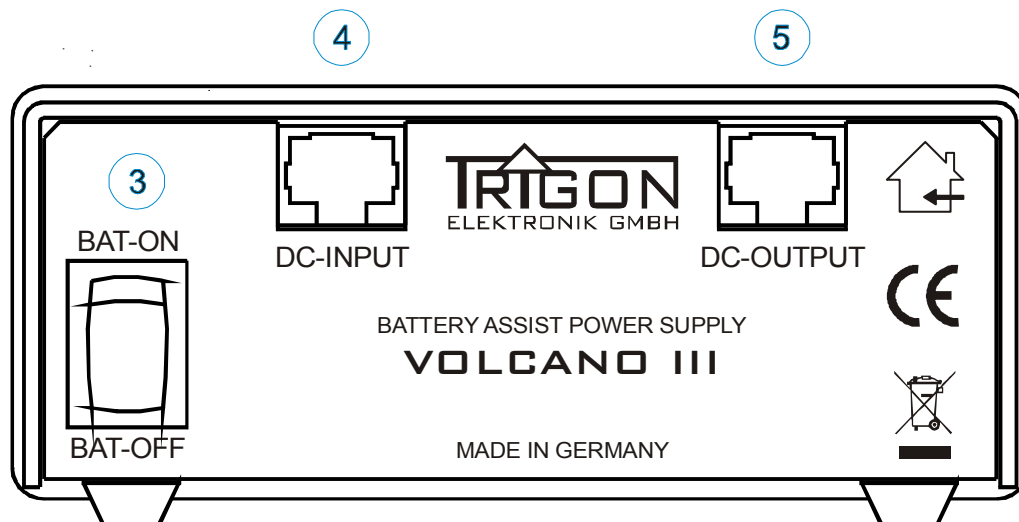 4
5
3
BAT-ON
BAT-OFF
DC-INPUT
TRIGON
ELEKTRONIK GMBH
DC-OUTPUT
BATTERY ASSIST POWER SUPPLY
VOLCANO III
MADE IN GERMANY
CE